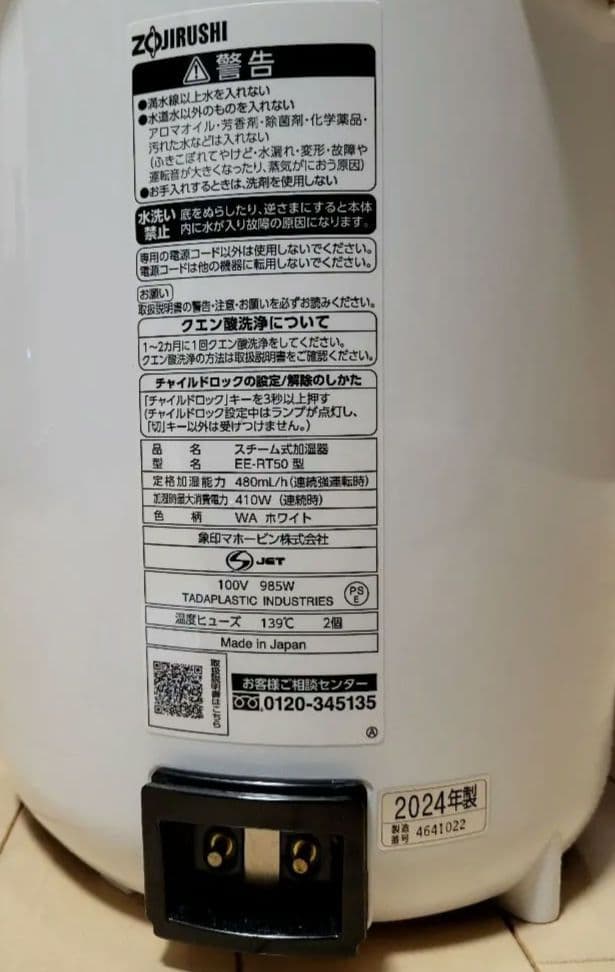 ZOJIRUSHI
警告
●満水線以上水を入れない
●水道水以外のものを入れない
アロマオイル・芳香剤・除菌剤・化学薬品・
汚れた水などは入れない
(ふきこぼれてやけど・水漏れ・変形・故障や
運転音が大きくなったり、蒸気がにおう原因)
●お手入れするときは、洗剤を使用しない
水洗い
禁止
底をぬらしたり、逆さまにすると本体
内に水が入り故障の原因になります。
専用の電源コード以外は使用しないでください。
電源コードは他の機器に転用しないでください。
お願い
取扱説明書の警告・注意・お願いを必ずお読みください。
クエン酸洗浄について
1~2カ月に1回クエン酸洗浄をしてください。
クエン酸洗浄の方法は取扱説明書をご確認ください。
チャイルドロックの設定/解除のしかた
「チャイルドロック」キーを3秒以上押す
(チャイルドロック設定中はランプが点灯し、
「切」キー以外は受けつけません。)
品 名 スチーム式加湿器
型 名 EE-RT50 型
定格加湿能力 480mL/h(連続強運転時)
加湿時最大消費電力 410W(連続時)
色 柄 WA ホワイト
象印マホービン株式会社
S JET
100V 985W
TADAPLASTIC INDUSTRIES
PS
E
温度ヒューズ 139℃ 2個
Made in Japan
取扱説明書はこちら
お客様ご相談センター
0120-345135
Ⓐ
2024年製
製造
番号 4641022